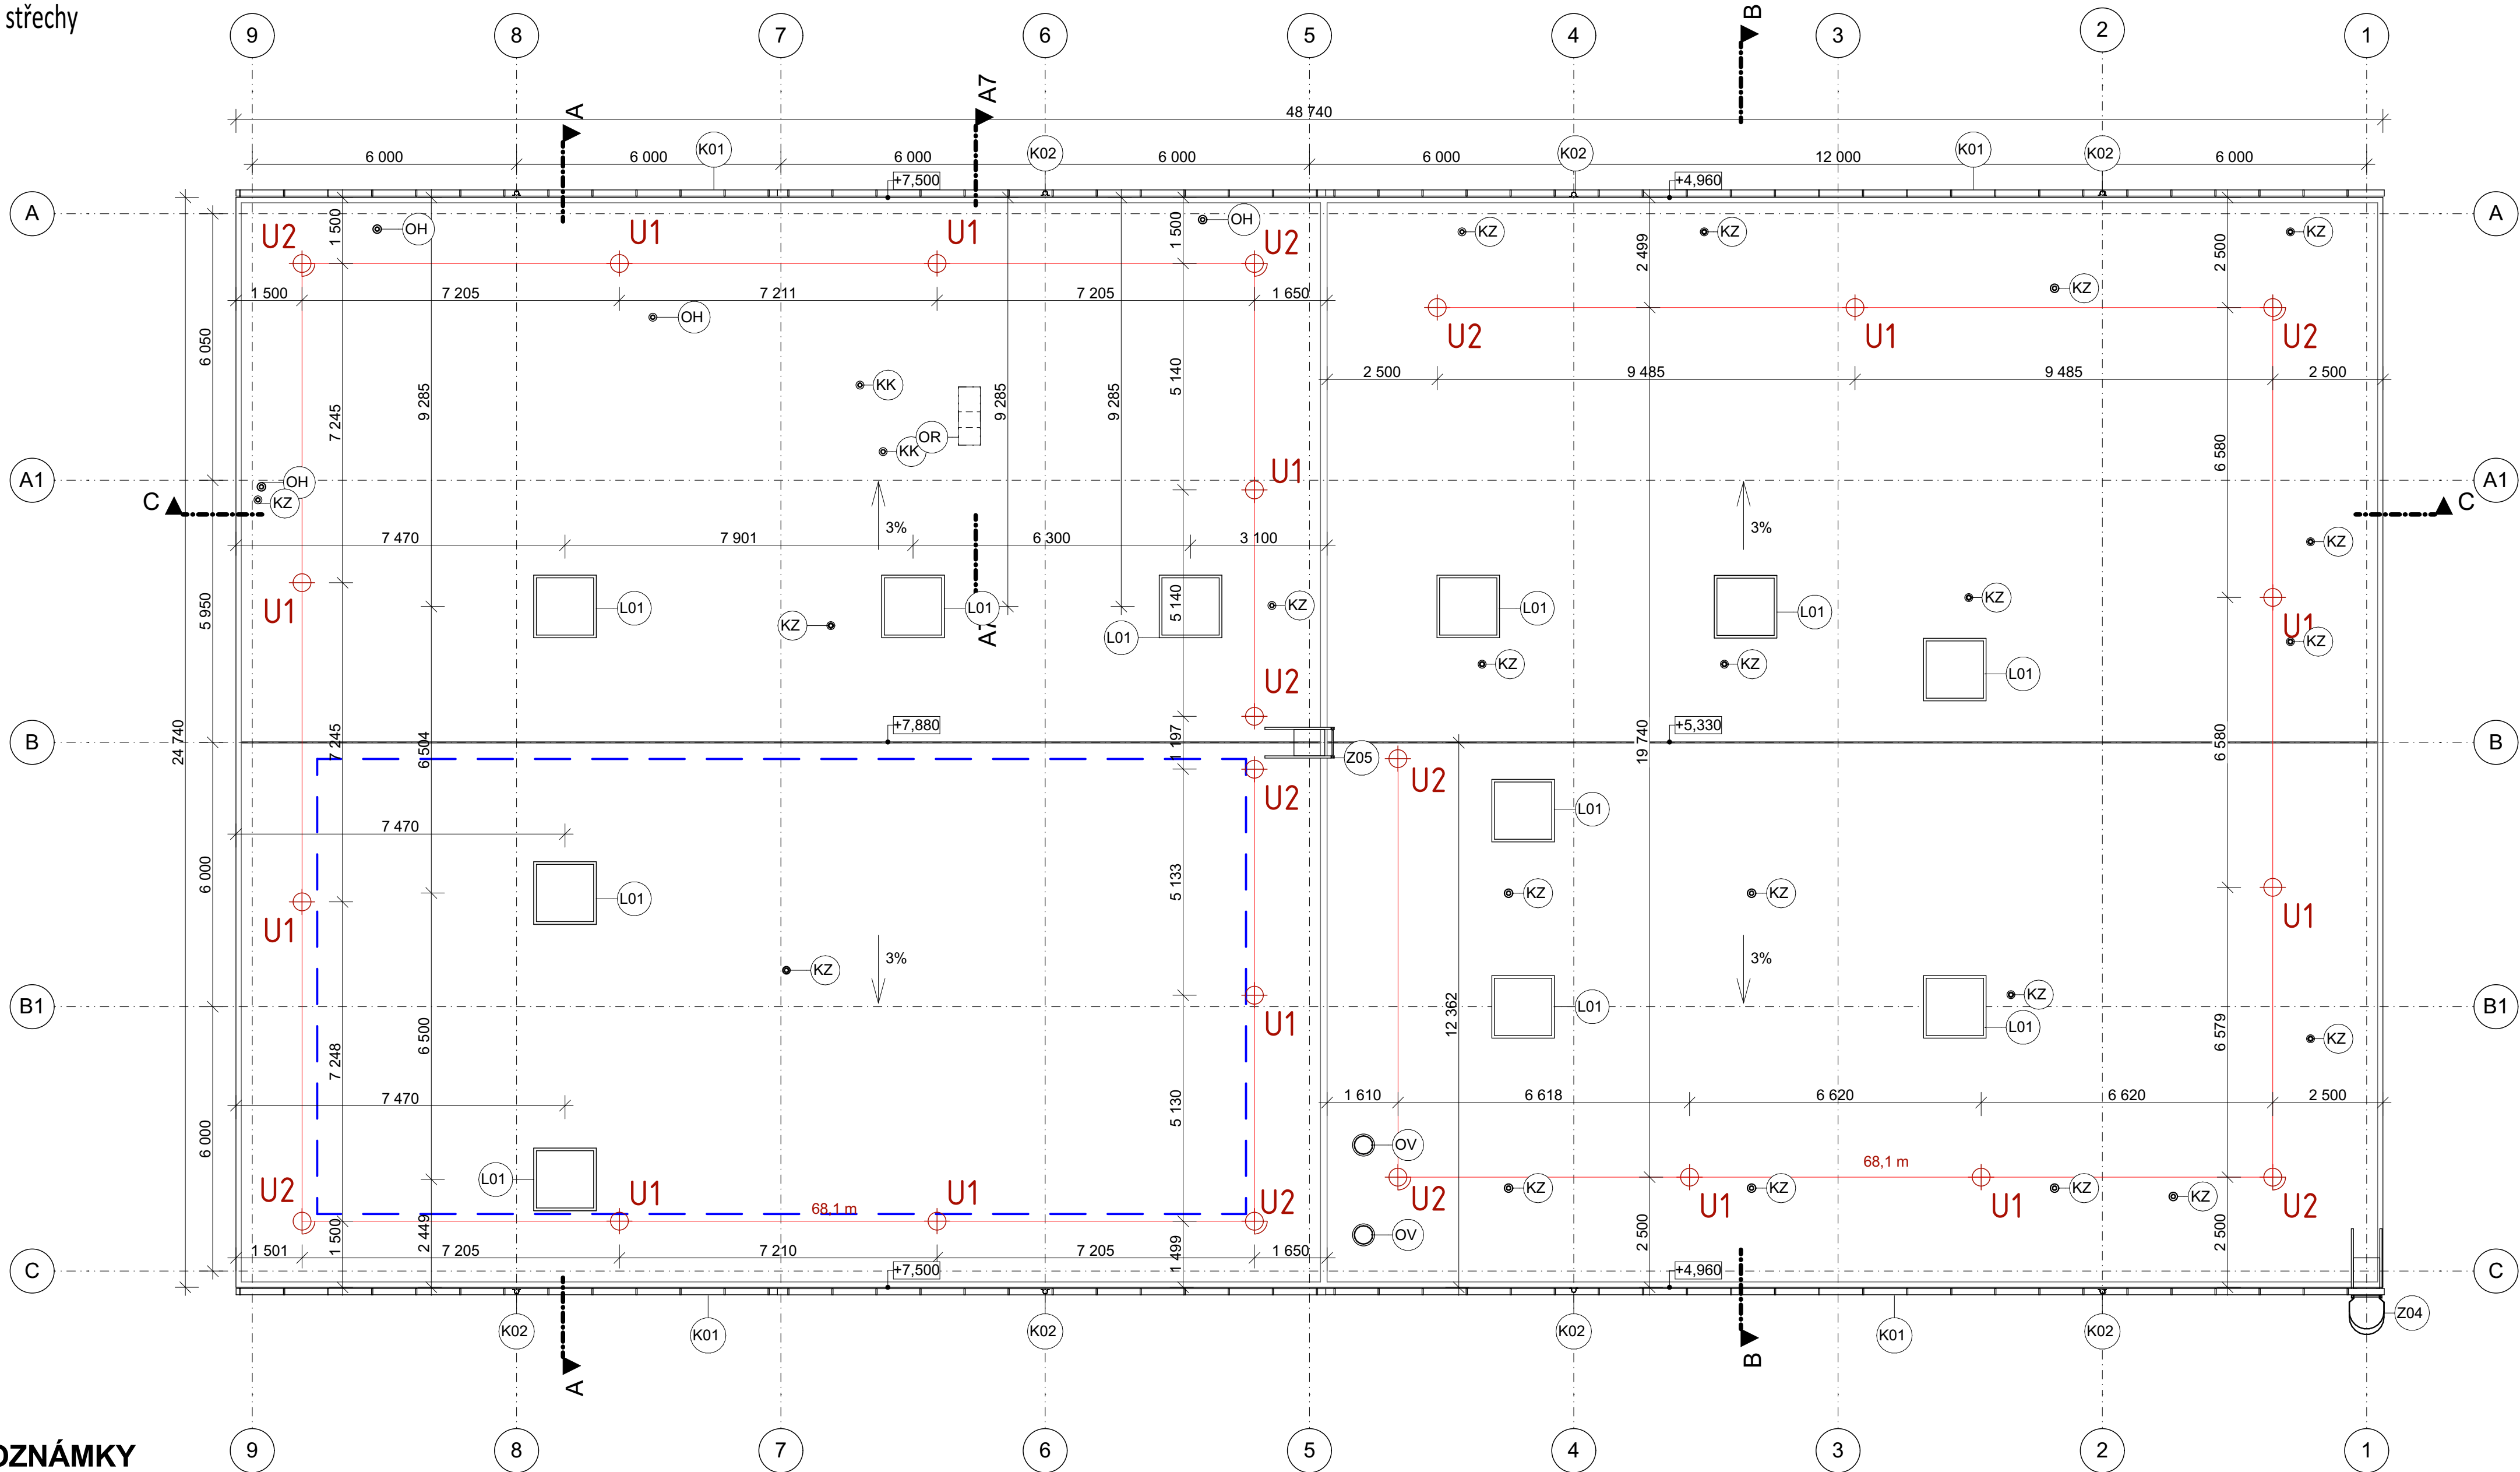 střechy
9 8 7 6 5 4 3 2 1
B
A7
A
48 740
K01 K02 K02 K01 K02
6 000 6 000 6 000 6 000 6 000 12 000 6 000
+7,500 +4,960
A A
1 500 OH 1 500 OH KZ KZ KZ
U2 U1 U1 U2 2 499 2 500
KZ
1 500 7 205 7 211 7 205 1 650
OH
U2 U1 U2
6 050
5 140
2 500 9 485 9 485 2 500
KK
7 245 9 285 9 285 9 285
OR
KK
6 580
A1 A1
OH U1
KZ
C C
7 470 7 901 3% 6 300 3 100 3%
KZ
5 950 U1 L01 L01 5 140 KZ L01 L01 KZ
KZ A7 L01 U1 KZ
KZ KZ L01
U2
24 740
7 245 6 504 +7,880 1 197 +5,330 19 740 6 580
B B
Z05
U2 U2
L01
7 470
6 000 L01 5 133 KZ KZ
U1 U1
3% 3%
KZ
KZ
B1 B1
L01 L01
U1
12 362
6 500 7 248 6 579
KZ
7 470 5 130 1 610 6 618 6 620 6 620 2 500
6 000
OV
68,1 m
L01
U2 U1 U1 U2 U2 KZ U1 KZ U1 KZ KZ U2
68,1 m
1 500 2 449 1 499 OV 2 500 2 500
1 501 7 205 7 210 7 205 1 650
C C
+7,500 +4,960
Z04
K02 K01 K02 K02 K01 K02
A B
OZNÁMKY
9 8 7 6 5 4 3 2 1